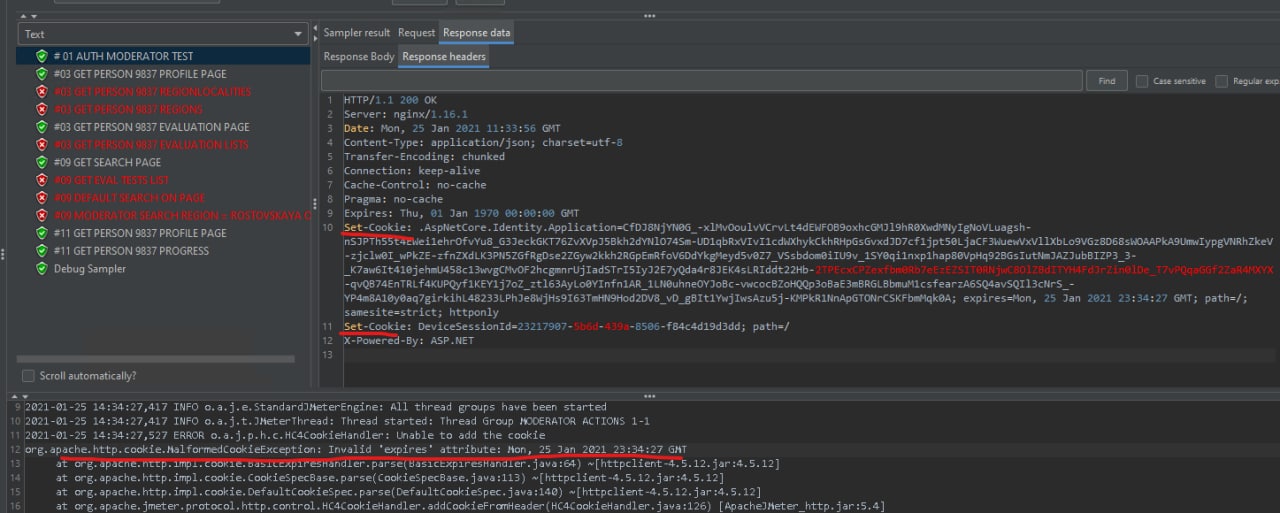 Text
Sampler result Request Response data
# 01 AUTH MODERATOR TEST
#03 GET PERSON 9837 PROFILE PAGE
#03 GET PERSON 9837 REGIONLOCALITIES
#03 GET PERSON 9837 REGIONS
#03 GET PERSON 9837 EVALUATION PAGE
#03 GET PERSON 9837 EVALUATION LISTS
#09 GET SEARCH PAGE
#09 GET EVAL-TESTS LIST
#09 DEFAULT SEARCH ON PAGE
#09 MODERATOR SEARCH REGION = ROSTOVSKAYA O
#11 GET PERSON 9837 PROFILE PAGE
#11 GET PERSON 9837 PROGRESS
Debug Sampler
Scroll automatically?
Response Body Response headers
Find Case sensitive Regular exp
1 HTTP/1.1 200 OK
2 Server: nginx/1.16.1
3 Date: Mon, 25 Jan 2021 11:33:56 GMT
4 Content-Type: application/json; charset=utf-8
5 Transfer-Encoding: chunked
6 Connection: keep-alive
7 Cache-Control: no-cache
8 Pragma: no-cache
9 Expires: Thu, 01 Jan 1970 00:00:00 GMT
10 Set-Cookie: .AspNetCore.Identity.Application=
expires=Mon, 25 Jan 2021 23:34:27 GMT; path=/;
samesite=strict; httponly
11 Set-Cookie: DeviceSessionId=23217907-5b6d-439a-8506-f84c4d19d3dd; path=/
12 X-Powered-By: ASP.NET
13
9 2021-01-25 14:34:27,417 INFO o.a.j.e.StandardJMeterEngine: All thread groups have been started
10 2021-01-25 14:34:27,417 INFO o.a.j.t.JMeterThread: Thread started: Thread Group MODERATOR ACTIONS 1-1
11 2021-01-25 14:34:27,527 ERROR o.a.j.p.h.c.HC4CookieHandler: Unable to add the cookie
12 org.apache.http.cookie.MalformedCookieException: Invalid 'expires' attribute: Mon, 25 Jan 2021 23:34:27 GMT
13 at org.apache.http.impl.cookie.BasicExpiresHandler.parse(BasicExpiresHandler.java:64) ~[httpclient-4.5.12.jar:4.5.12]
14 at org.apache.http.impl.cookie.CookieSpecBase.parse(CookieSpecBase.java:113) ~[httpclient-4.5.12.jar:4.5.12]
15 at org.apache.http.impl.cookie.DefaultCookieSpec.parse(DefaultCookieSpec.java:140) ~[httpclient-4.5.12.jar:4.5.12]
16 at org.apache.jmeter.protocol.http.control.HC4CookieHandler.addCookieFromHeader(HC4CookieHandler.java:126) [ApacheJMeter_http.jar:5.4]